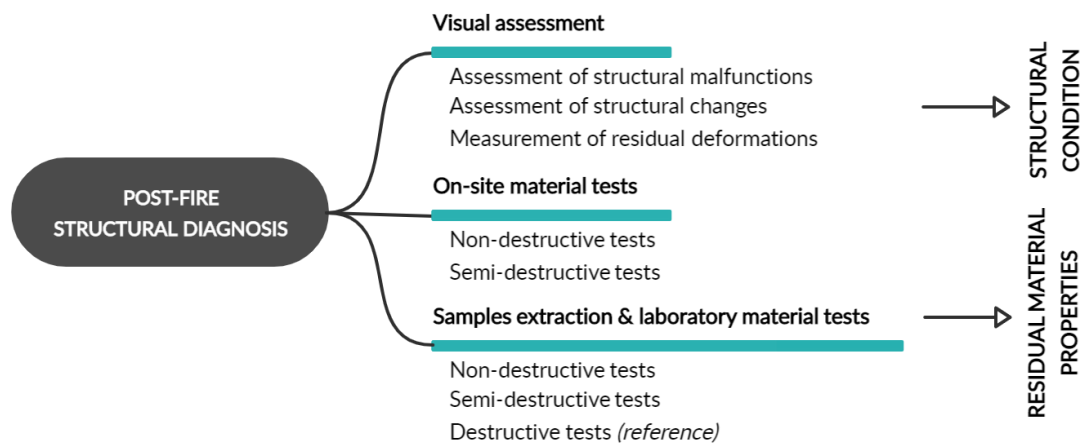 POST-FIRE
STRUCTURAL DIAGNOSIS
Visual assessment
Assessment of structural malfunctions
Assessment of structural changes
Measurement of residual deformations
On-site material tests
Non-destructive tests
Semi-destructive tests
Samples extraction & laboratory material tests
Non-destructive tests
Semi-destructive tests
Destructive tests (reference)
STRUCTURAL
CONDITION
RESIDUAL MATERIAL
PROPERTIES